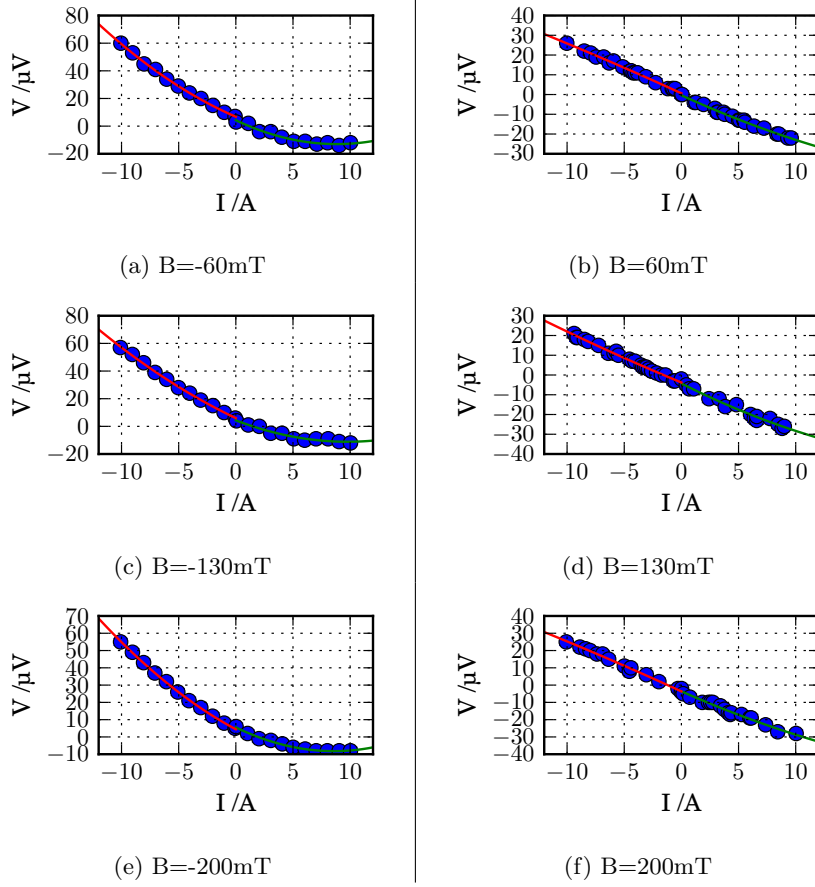 80
60
40
20
0
−20
V /µV
−10 −5 0 5 10
I /A
(a) B=-60mT
40
30
20
10
0
−10
−20
−30
V /µV
−10 −5 0 5 10
I /A
(b) B=60mT
80
60
40
20
0
−20
V /µV
−10 −5 0 5 10
I /A
(c) B=-130mT
30
20
10
0
−10
−20
−30
−40
V /µV
−10 −5 0 5 10
I /A
(d) B=130mT
70
60
50
40
30
20
10
0
−10
V /µV
−10 −5 0 5 10
I /A
(e) B=-200mT
40
30
20
10
0
−10
−20
−30
−40
V /µV
−10 −5 0 5 10
I /A
(f) B=200mT